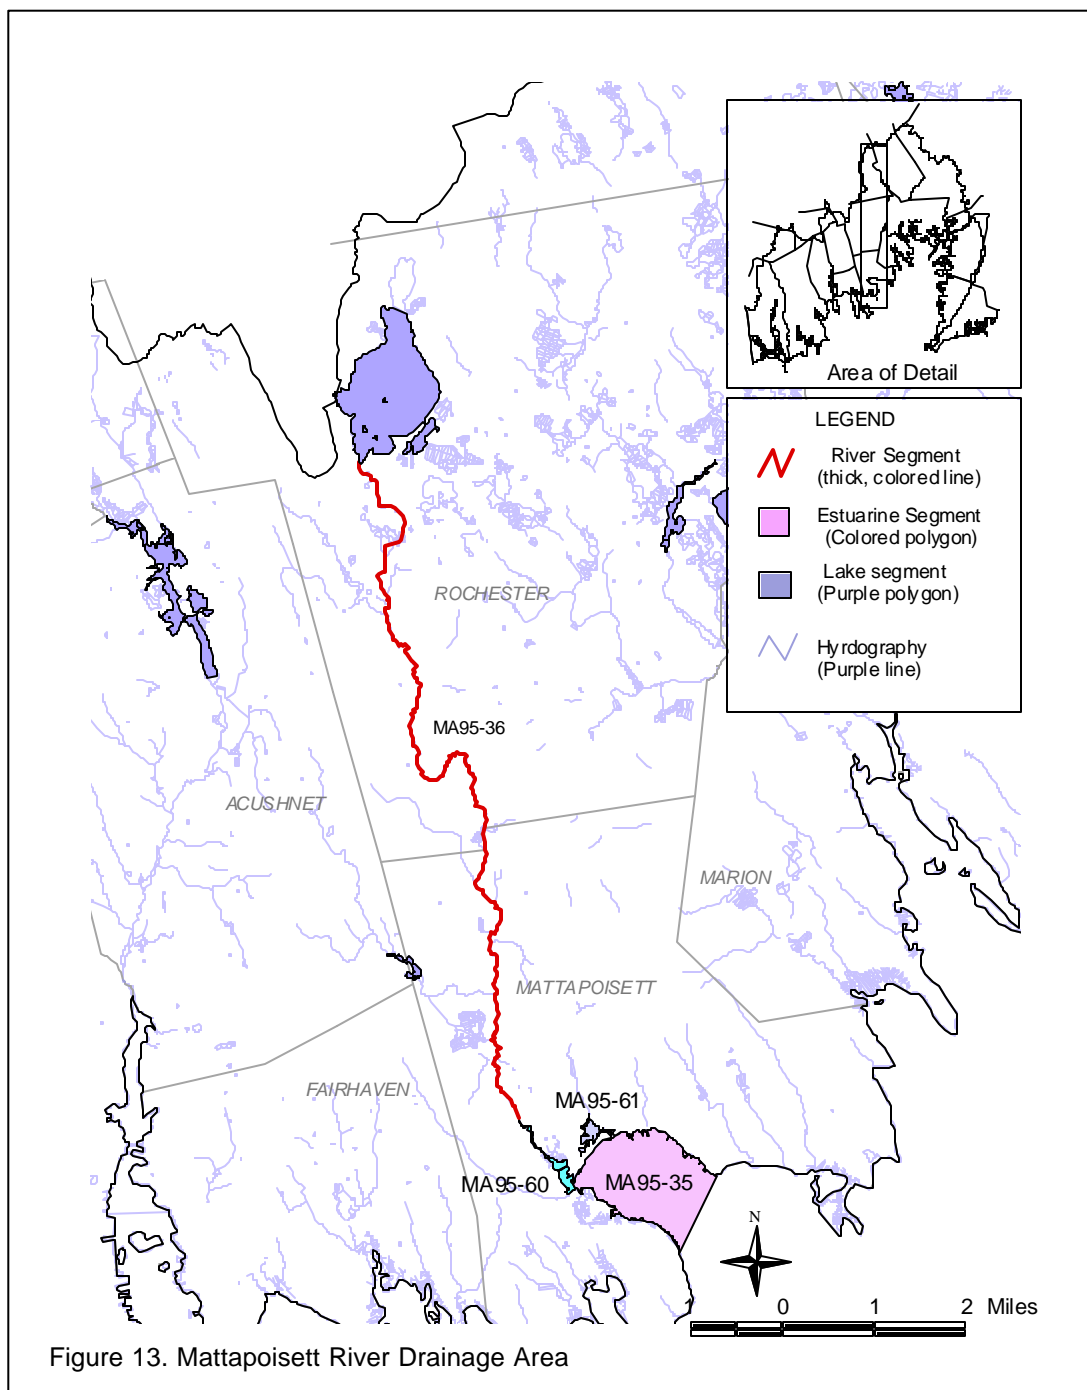 Area of Detail
LEGEND
River Segment
(thick, colored line)
Estuarine Segment
(Colored polygon)
Lake segment
(Purple polygon)
Hyrdography
(Purple line)
ROCHESTER
MA95-36
ACUSHNET
MARION
MATTAPOISETT
FAIRHAVEN
MA95-61
MA95-60
MA95-35
N
1 0 1 2 Miles
Figure 13. Mattapoisett River Drainage Area